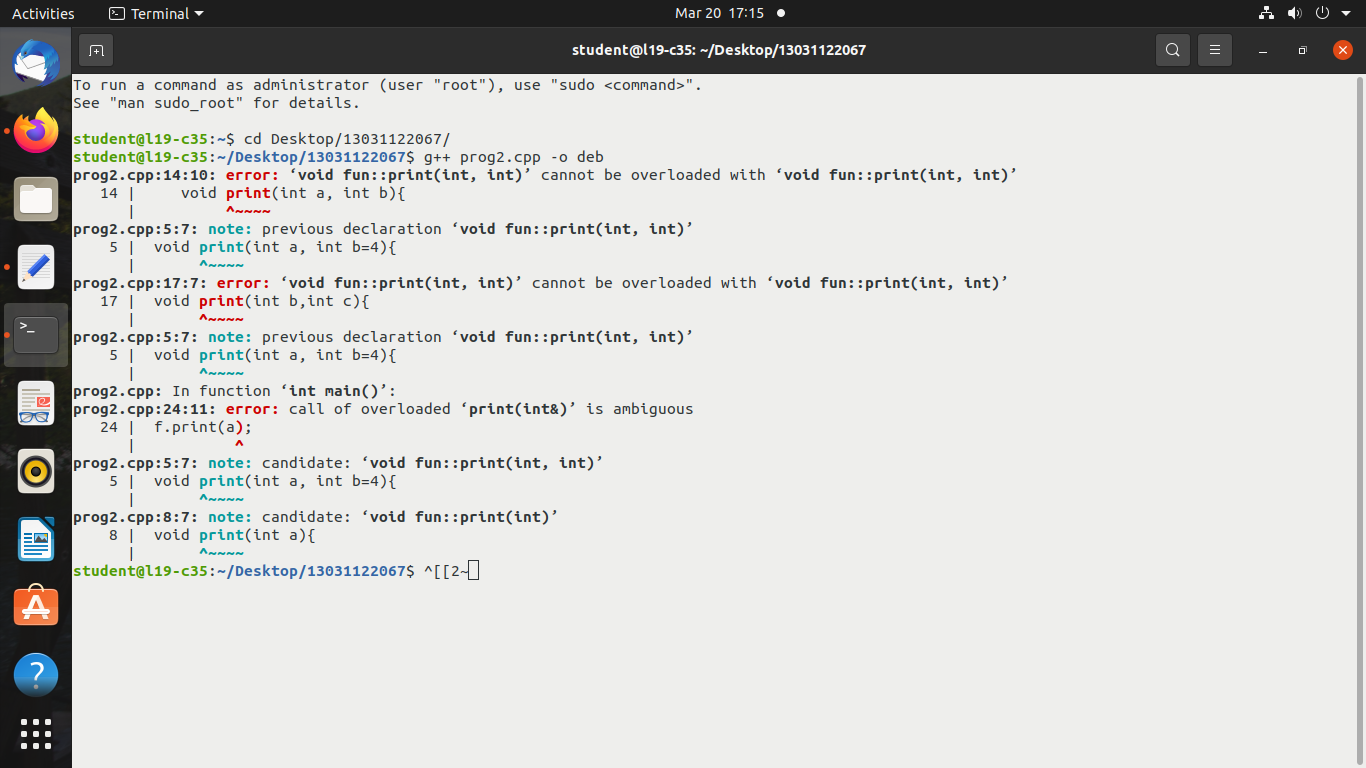 Activities
Terminal
Mar 20 17:15
student@l19-c35: ~/Desktop/13031122067
To run a command as administrator (user "root"), use "sudo <command>".
See "man sudo_root" for details.
student@l19-c35:~$ cd Desktop/13031122067/
student@l19-c35:~/Desktop/13031122067$ g++ prog2.cpp -o deb
prog2.cpp:14:10: error: ‘void fun::print(int, int)’ cannot be overloaded with ‘void fun::print(int, int)’
   14 |     void print(int a, int b){
      |          ^~~~~
prog2.cpp:5:7: note: previous declaration ‘void fun::print(int, int)’
    5 |  void print(int a, int b=4){
      |       ^~~~~
prog2.cpp:17:7: error: ‘void fun::print(int, int)’ cannot be overloaded with ‘void fun::print(int, int)’
   17 |  void print(int b,int c){
      |       ^~~~~
prog2.cpp:5:7: note: previous declaration ‘void fun::print(int, int)’
    5 |  void print(int a, int b=4){
      |       ^~~~~
prog2.cpp: In function ‘int main()’:
prog2.cpp:24:11: error: call of overloaded ‘print(int&)’ is ambiguous
   24 |  f.print(a);
      |           ^
prog2.cpp:5:7: note: candidate: ‘void fun::print(int, int)’
    5 |  void print(int a, int b=4){
      |       ^~~~~
prog2.cpp:8:7: note: candidate: ‘void fun::print(int)’
    8 |  void print(int a){
      |       ^~~~~
student@l19-c35:~/Desktop/13031122067$ ^[[2~